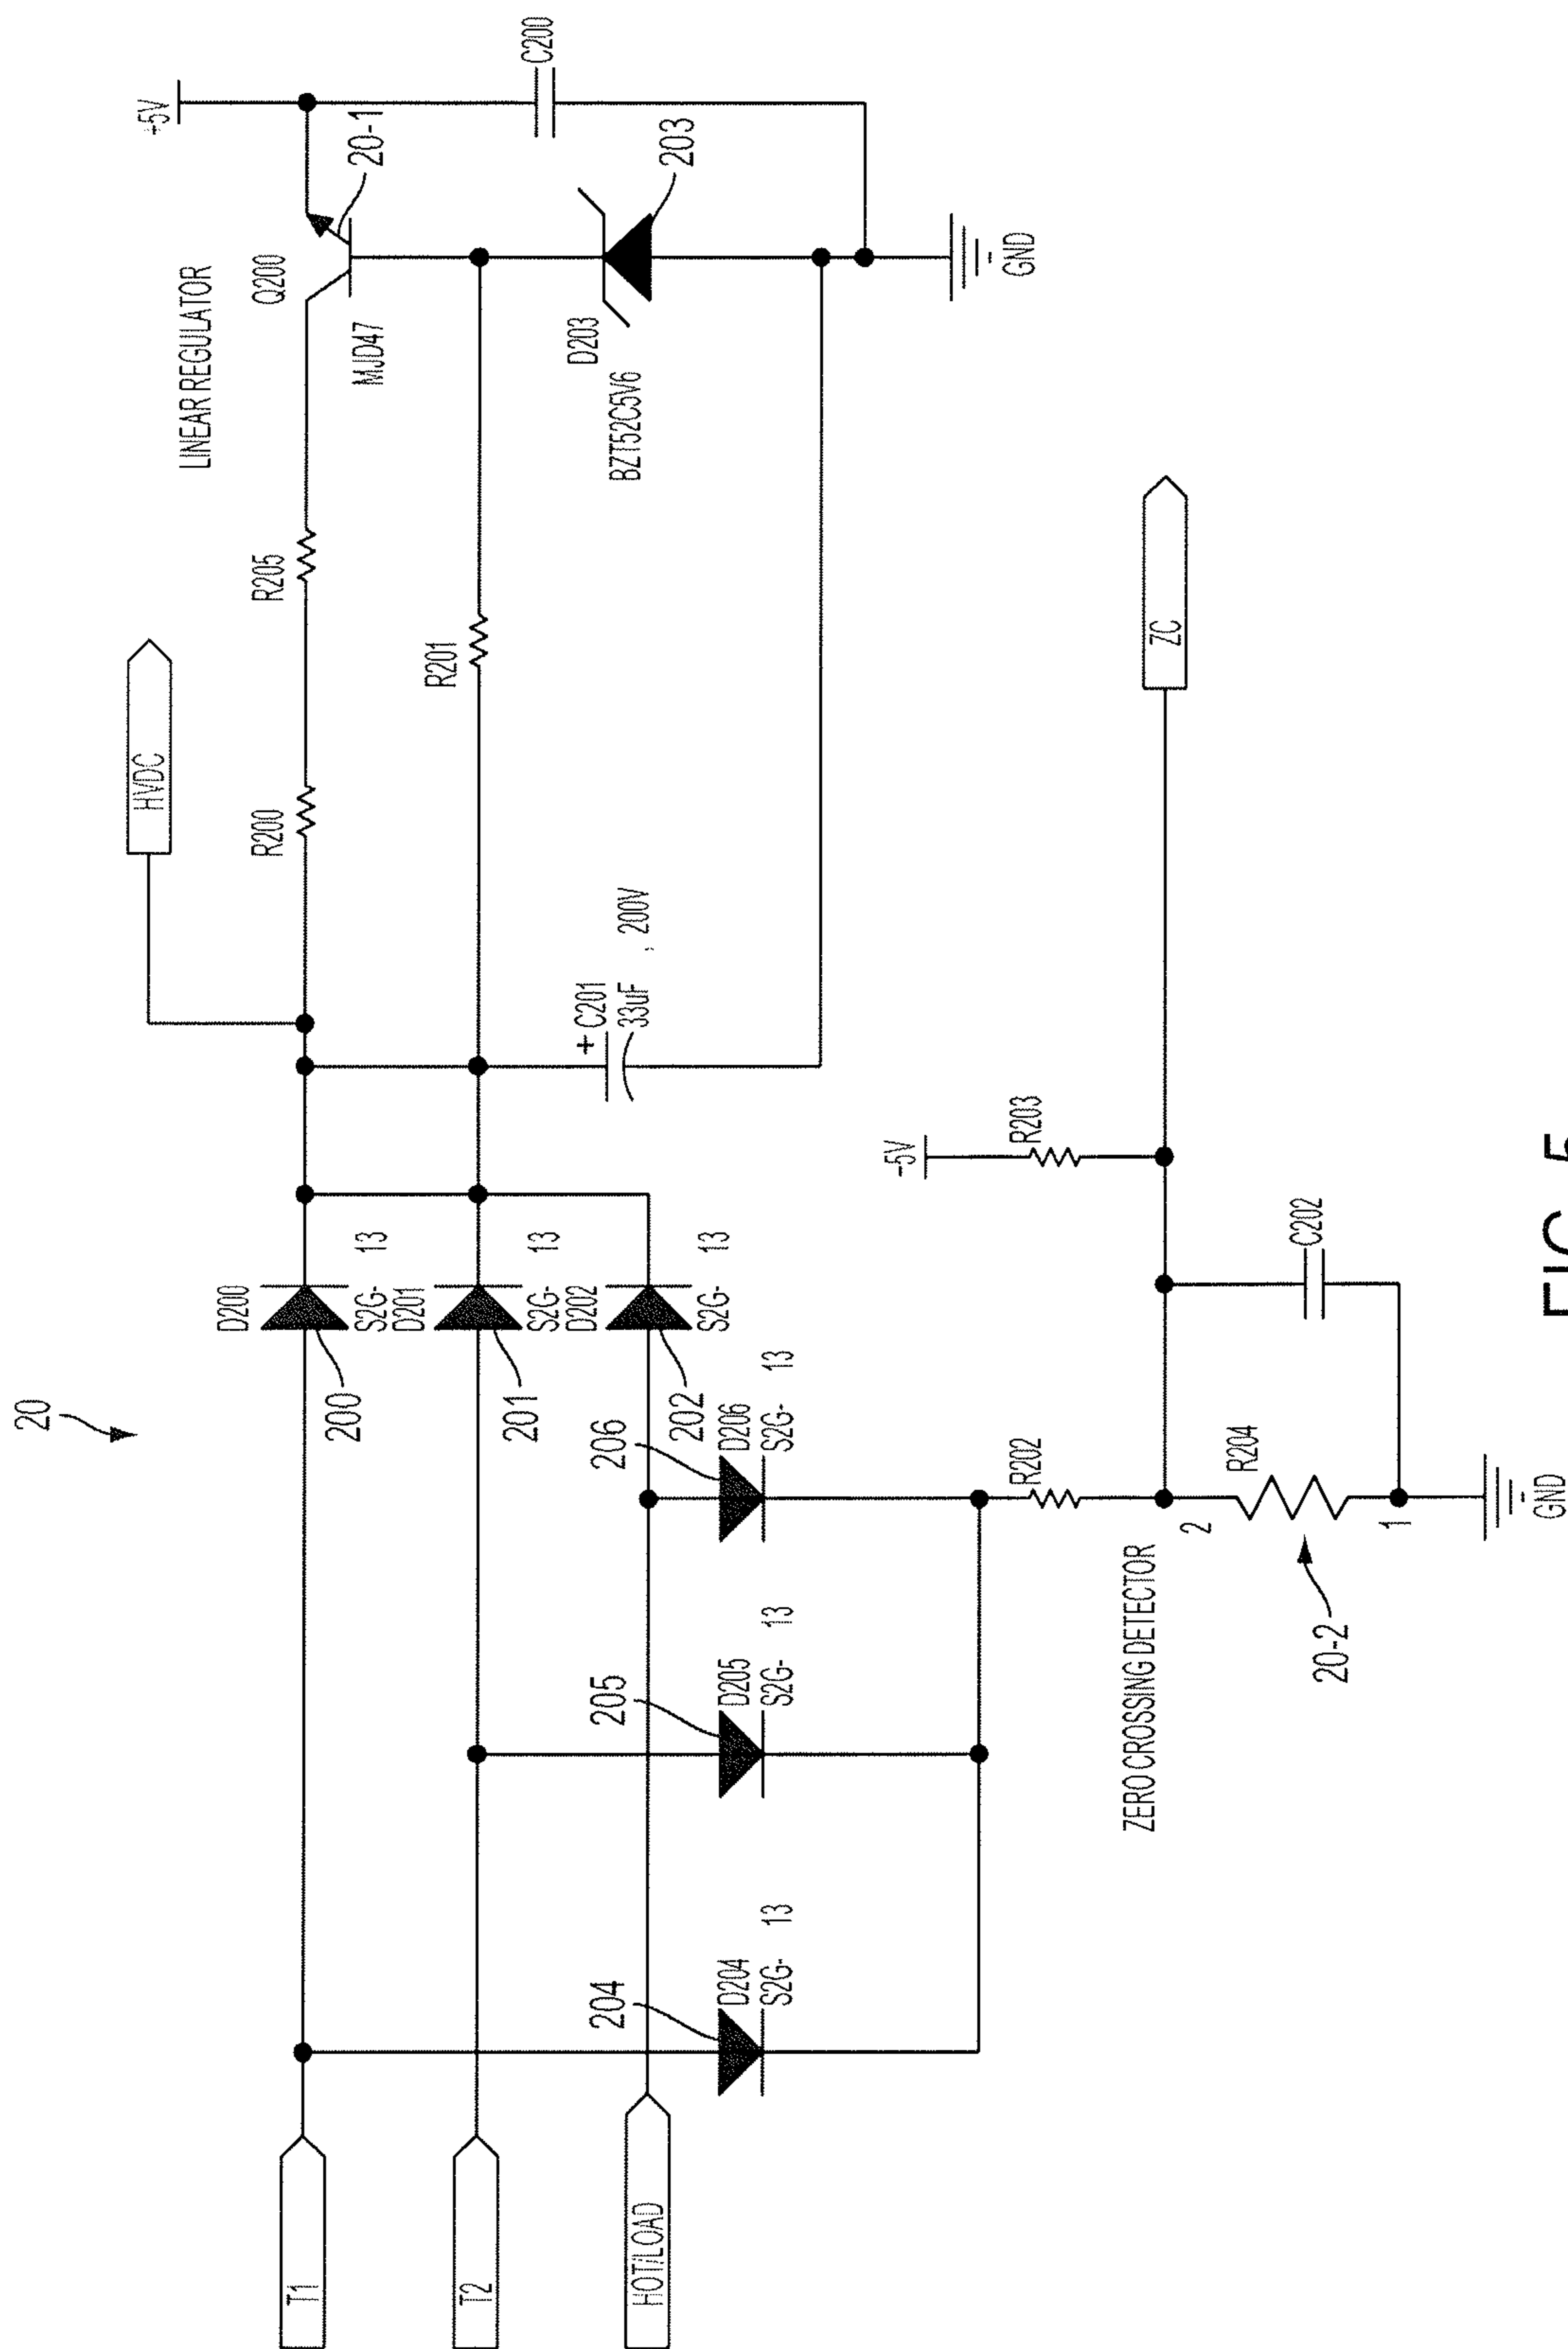 20
T1
T2
HOT/LOAD
204
D204
S2G- 13
205
D205
S2G- 13
206
D206
S2G- 13
D200
S2G- 13
200
D201
S2G- 13
201
D202
S2G- 13
202
HVDC
R200
R205
LINEAR REGULATOR
Q200
MJD47
20-1
+5V
C200
R201
+ C201
33uF , 200V
D203
BZT52C5V6
203
GND
ZERO CROSSING DETECTOR
R202
-5V
R203
ZC
2
R204
1
20-2
C202
GND
FIG. 5